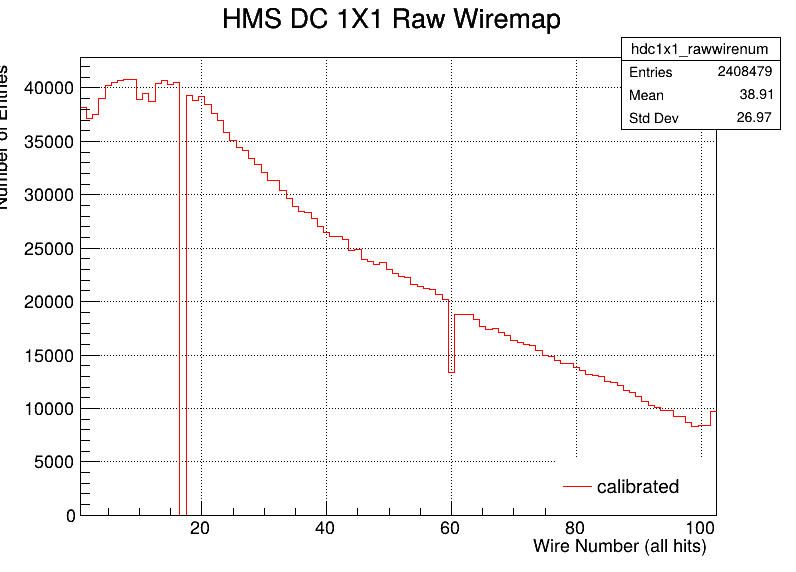 HMS DC 1X1 Raw Wiremap
hdc1x1_rawwirenum
Entries 2408479
Mean 38.91
Std Dev 26.97
Number of Entries
40000
35000
30000
25000
20000
15000
10000
5000
0
calibrated
20 40 60 80 100
Wire Number (all hits)